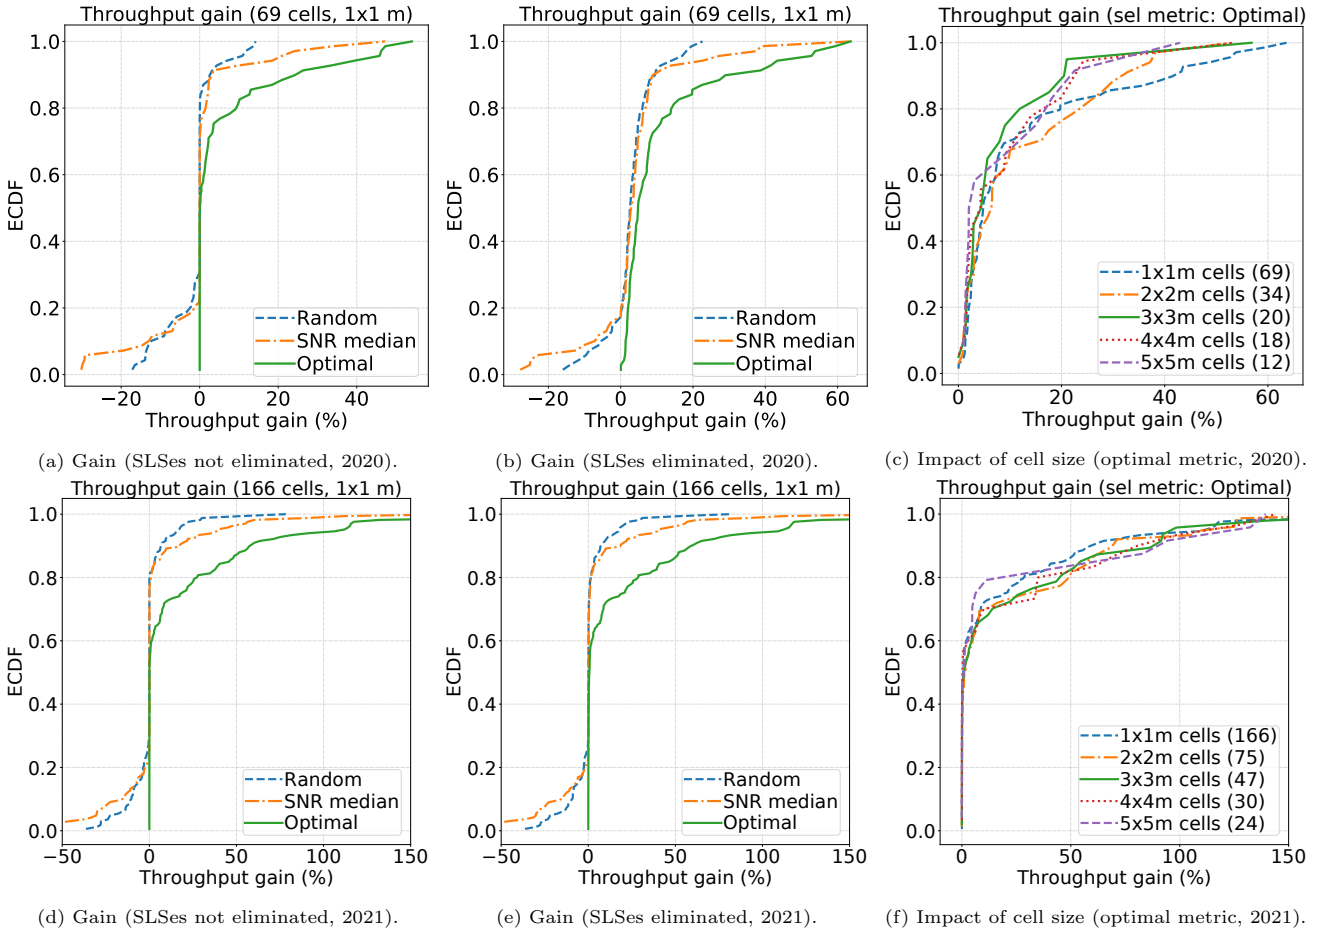 Throughput gain (69 cells, 1x1 m)
1.0
0.8
0.6
0.4
0.2
0.0
ECDF
Random
SNR median
Optimal
−20
0
20
40
Throughput gain (%)
(a) Gain (SLSes not eliminated, 2020).
Throughput gain (69 cells, 1x1 m)
1.0
0.8
0.6
0.4
0.2
0.0
ECDF
Random
SNR median
Optimal
−20
0
20
40
60
Throughput gain (%)
(b) Gain (SLSes eliminated, 2020).
Throughput gain (sel metric: Optimal)
1.0
0.8
0.6
0.4
0.2
0.0
ECDF
1x1m cells (69)
2x2m cells (34)
3x3m cells (20)
4x4m cells (18)
5x5m cells (12)
0
20
40
60
Throughput gain (%)
(c) Impact of cell size (optimal metric, 2020).
Throughput gain (166 cells, 1x1 m)
1.0
0.8
0.6
0.4
0.2
0.0
ECDF
Random
SNR median
Optimal
−50
0
50
100
150
Throughput gain (%)
(d) Gain (SLSes not eliminated, 2021).
Throughput gain (166 cells, 1x1 m)
1.0
0.8
0.6
0.4
0.2
0.0
ECDF
Random
SNR median
Optimal
−50
0
50
100
150
Throughput gain (%)
(e) Gain (SLSes eliminated, 2021).
Throughput gain (sel metric: Optimal)
1.0
0.8
0.6
0.4
0.2
0.0
ECDF
1x1m cells (166)
2x2m cells (75)
3x3m cells (47)
4x4m cells (30)
5x5m cells (24)
0
50
100
150
Throughput gain (%)
(f) Impact of cell size (optimal metric, 2021).